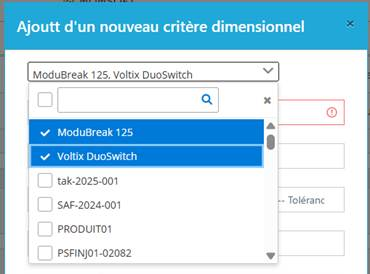 Ajoutt d'un nouveau critère dimensionnel
×
ModuBreak 125, Voltix DuoSwitch
ModuBreak 125
Voltix DuoSwitch
tak-2025-001
SAF-2024-001
-- Toléranc
PRODUIT01
PSFINJ01-02082